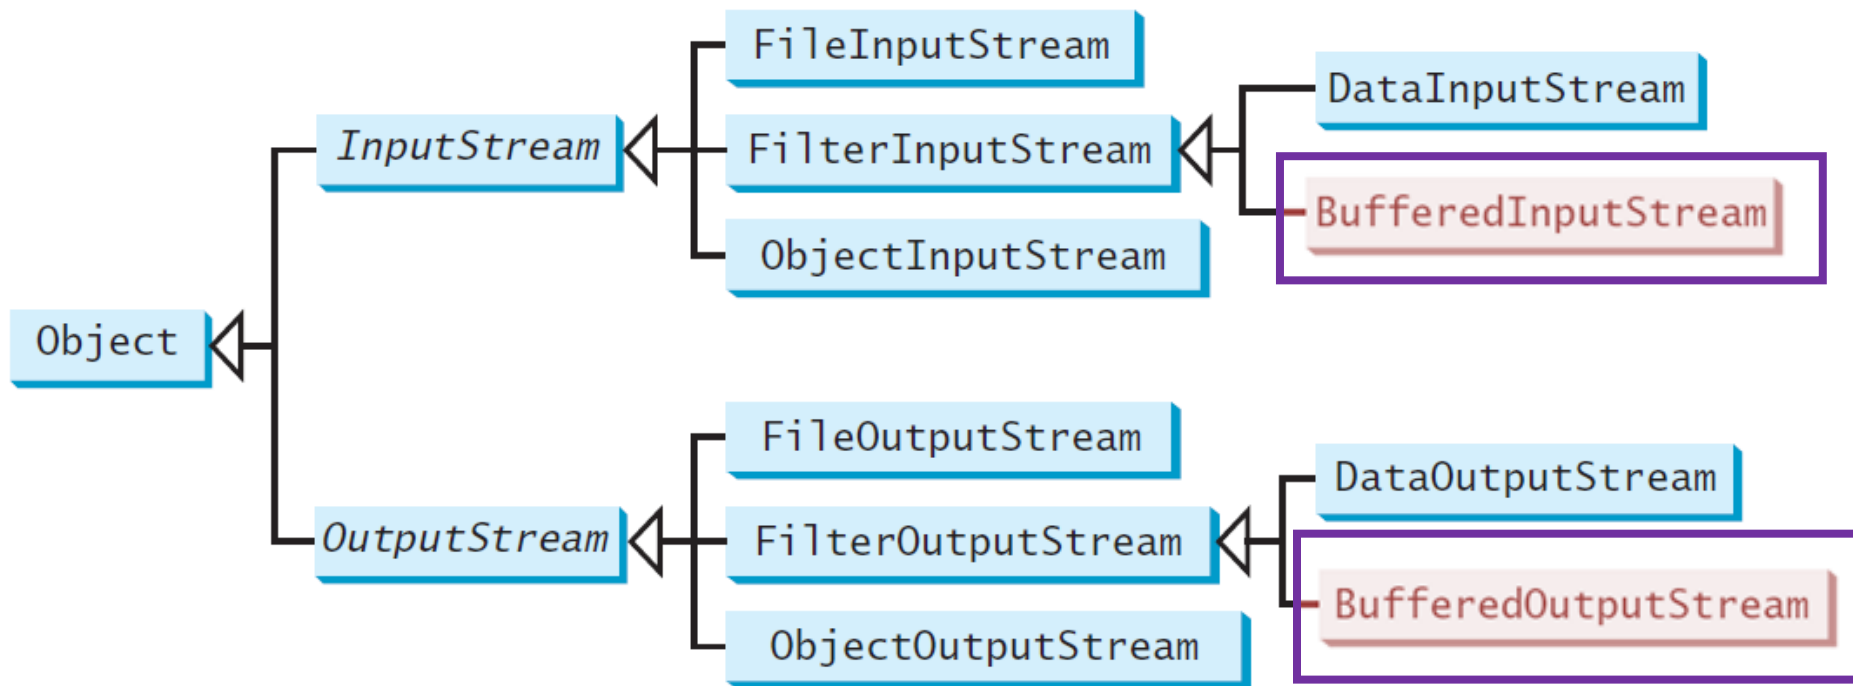 FileInputStream
DataInputStream
InputStream
FilterInputStream
BufferedInputStream
ObjectInputStream
Object
FileOutputStream
DataOutputStream
OutputStream
FilterOutputStream
BufferedOutputStream
ObjectOutputStream